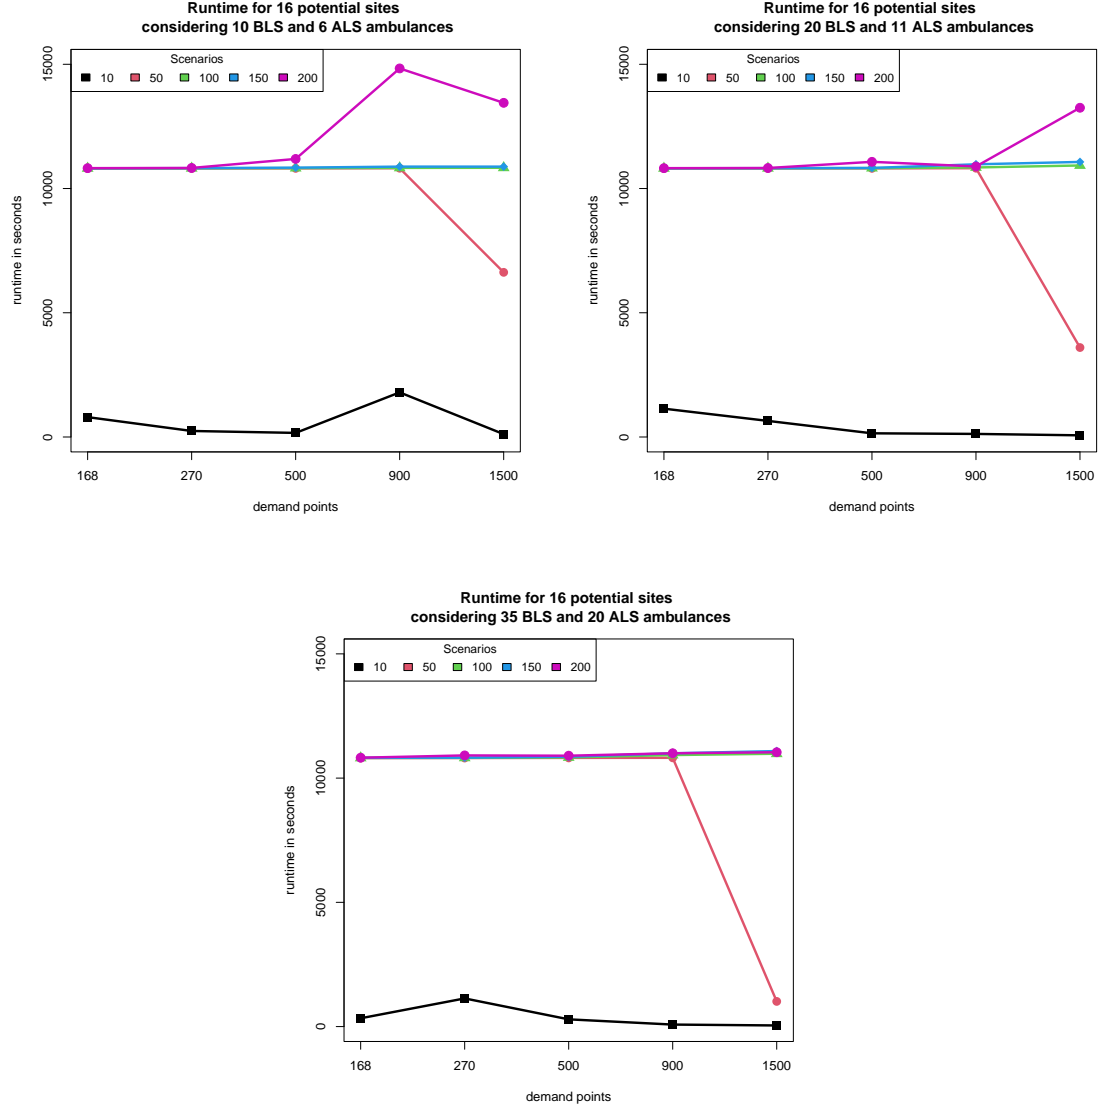 Runtime for 16 potential sites
considering 10 BLS and 6 ALS ambulances
Scenarios
10 50 100 150 200
runtime in seconds
15000
10000
5000
0
168 270 500 900 1500
demand points
Runtime for 16 potential sites
considering 20 BLS and 11 ALS ambulances
Scenarios
10 50 100 150 200
runtime in seconds
15000
10000
5000
0
168 270 500 900 1500
demand points
Runtime for 16 potential sites
considering 35 BLS and 20 ALS ambulances
Scenarios
10 50 100 150 200
runtime in seconds
15000
10000
5000
0
168 270 500 900 1500
demand points